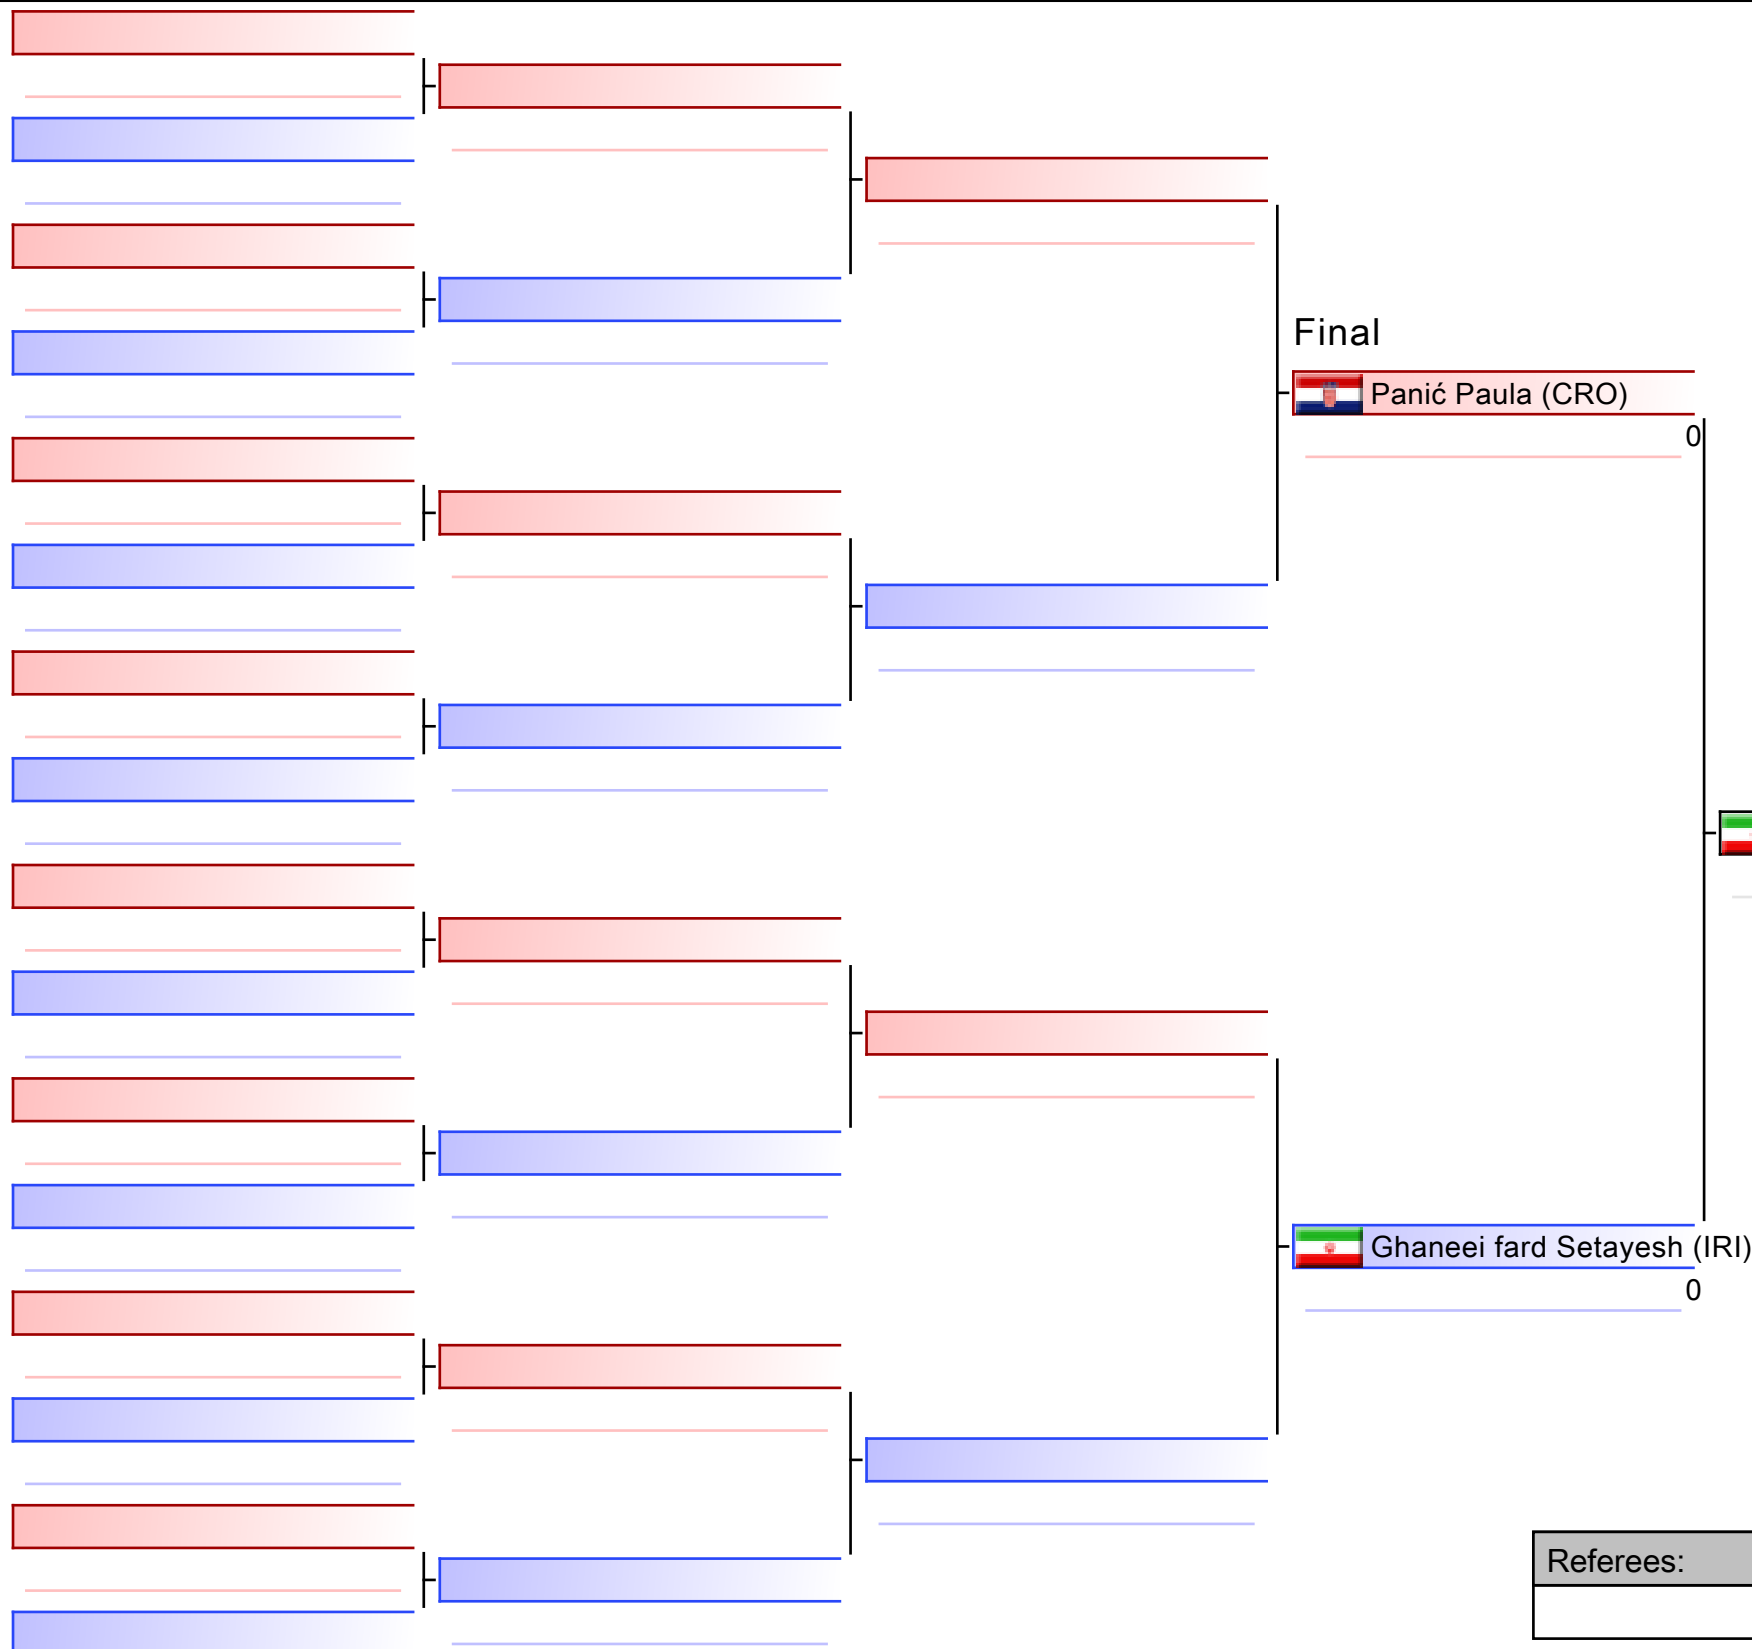 Final
Panić Paula (CRO)
0
Ghaneei fard Setayesh (IRI)
0
Referees: